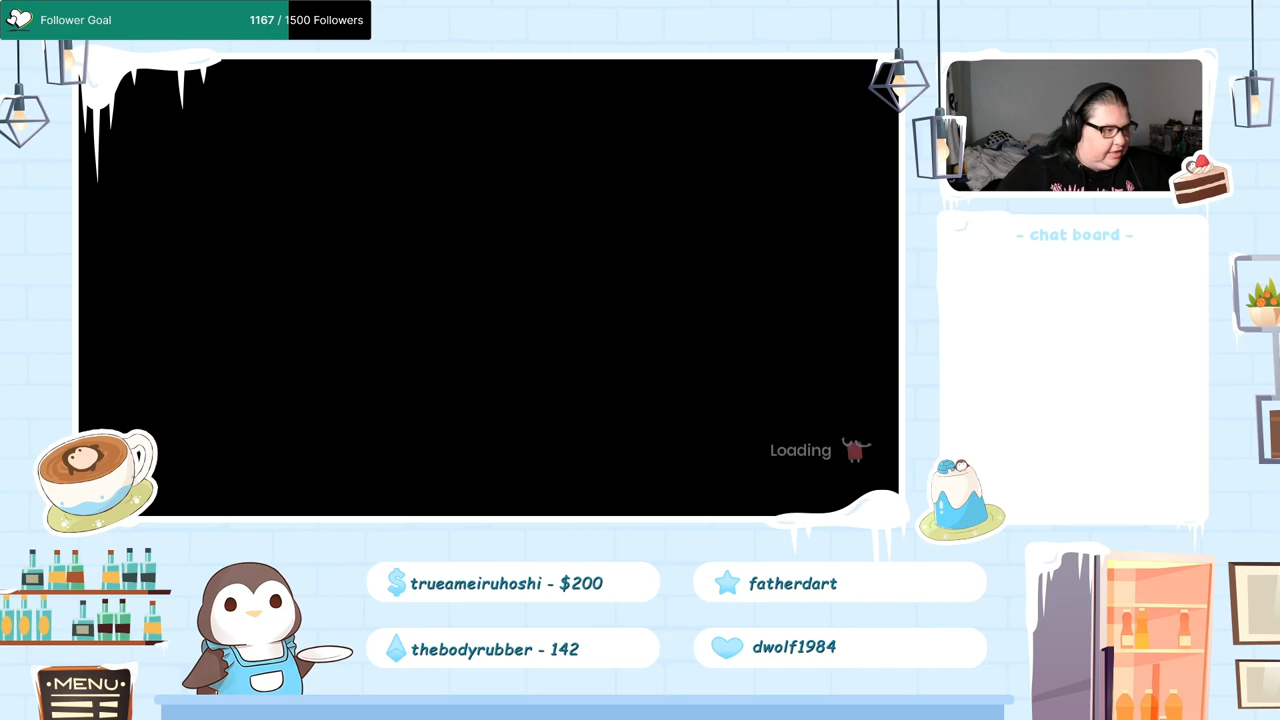 Follower Goal
1167 / 1500 Followers
- chat board -
Loading
trueameiruhoshi - $200
fatherdart
thebodyrubber - 142
dwolf1984
•MENU•